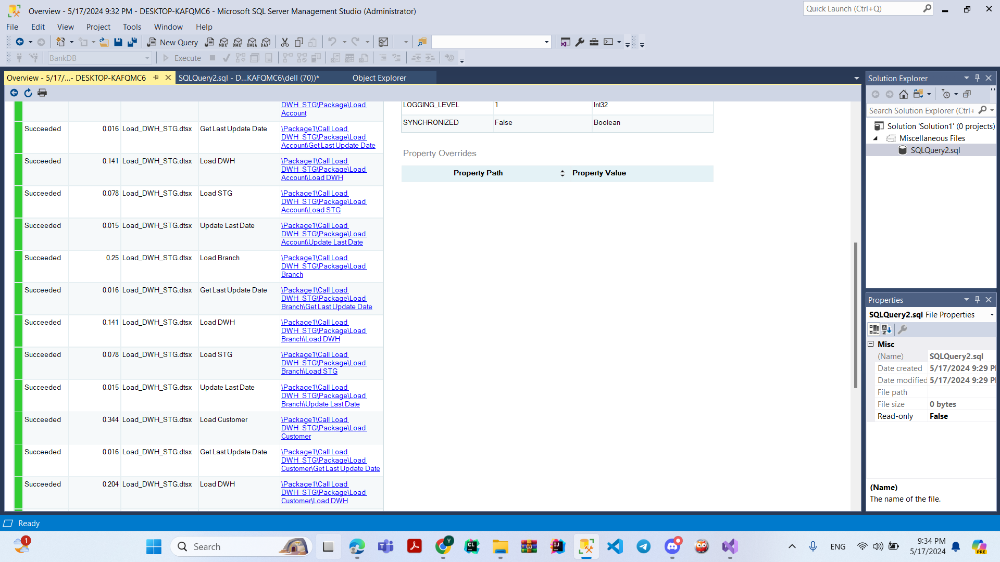 Overview - 5/17/2024 9:32 PM - DESKTOP-KAFQMC6 - Microsoft SQL Server Management Studio (Administrator)
Quick Launch (Ctrl+Q)
File Edit View Project Tools Window Help
New Query MDX DMX XMLA DAX
BankDB Execute
Overview - 5/17/...- DESKTOP-KAFQMC6
SQLQuery2.sql - D...KAFQMC6\dell (70))*
Object Explorer
DWH_STG\Package\Load
Account
Succeeded 0.016 Load_DWH_STG.dtsx Get Last Update Date \Package1\Call Load
DWH_STG\Package\Load
Account\Get Last Update Date
Succeeded 0.141 Load_DWH_STG.dtsx Load DWH \Package1\Call Load
DWH_STG\Package\Load
Account\Load DWH
Succeeded 0.078 Load_DWH_STG.dtsx Load STG \Package1\Call Load
DWH_STG\Package\Load
Account\Load STG
Succeeded 0.015 Load_DWH_STG.dtsx Update Last Date \Package1\Call Load
DWH_STG\Package\Load
Account\Update Last Date
Succeeded 0.25 Load_DWH_STG.dtsx Load Branch \Package1\Call Load
DWH_STG\Package\Load
Branch
Succeeded 0.016 Load_DWH_STG.dtsx Get Last Update Date \Package1\Call Load
DWH_STG\Package\Load
Branch\Get Last Update Date
Succeeded 0.141 Load_DWH_STG.dtsx Load DWH \Package1\Call Load
DWH_STG\Package\Load
Branch\Load DWH
Succeeded 0.078 Load_DWH_STG.dtsx Load STG \Package1\Call Load
DWH_STG\Package\Load
Branch\Load STG
Succeeded 0.015 Load_DWH_STG.dtsx Update Last Date \Package1\Call Load
DWH_STG\Package\Load
Branch\Update Last Date
Succeeded 0.344 Load_DWH_STG.dtsx Load Customer \Package1\Call Load
DWH_STG\Package\Load
Customer
Succeeded 0.016 Load_DWH_STG.dtsx Get Last Update Date \Package1\Call Load
DWH_STG\Package\Load
Customer\Get Last Update Date
Succeeded 0.204 Load_DWH_STG.dtsx Load DWH \Package1\Call Load
DWH_STG\Package\Load
Customer\Load DWH
LOGGING_LEVEL 1 Int32
SYNCHRONIZED False Boolean
Property Overrides
Property Path Property Value
Solution Explorer
Search Solution Explorer (Ctrl+
Solution 'Solution1' (0 projects)
Miscellaneous Files
SQLQuery2.sql
Properties
SQLQuery2.sql File Properties
Misc
(Name) SQLQuery2.sql
Date created 5/17/2024 9:29 P
Date modified 5/17/2024 9:29 P
File path
File size 0 bytes
Read-only False
(Name)
The name of the file.
Ready
1
Search
Y
CL
IJ
ENG
9:34 PM
5/17/2024
PRE